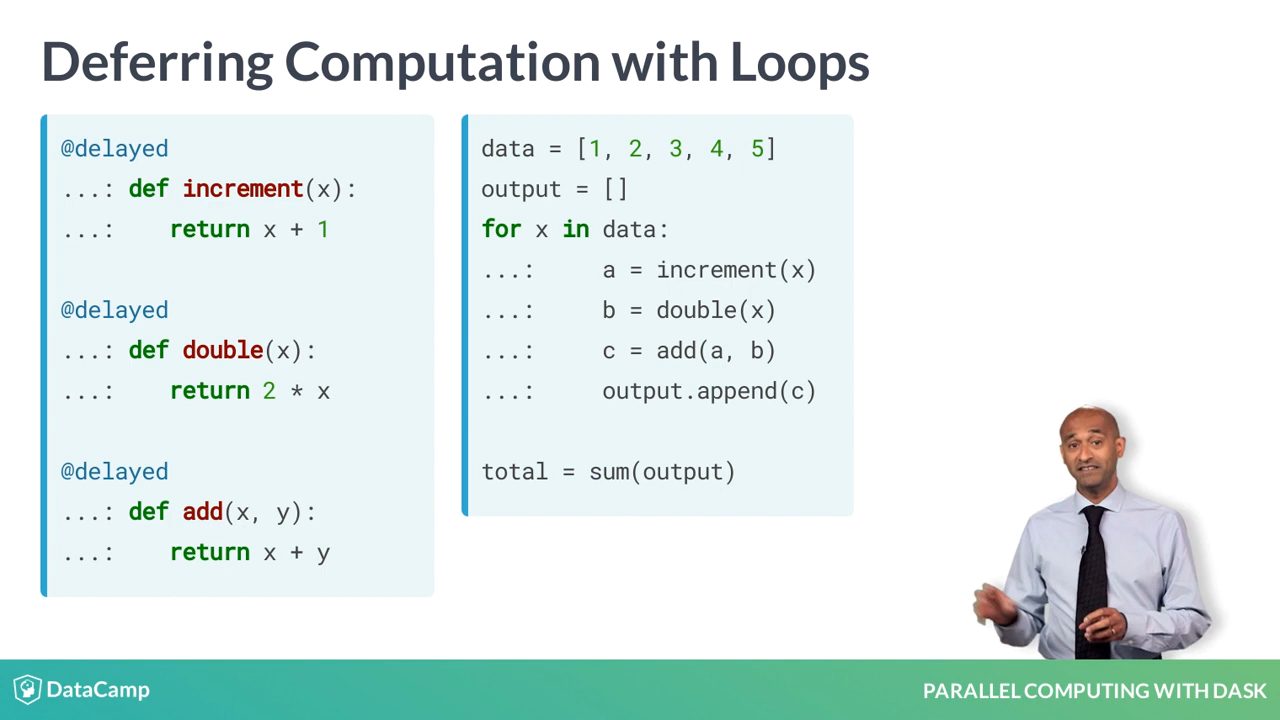 Deferring Computation with Loops
@delayed
...: def increment(x):
...:    return x + 1
@delayed
...: def double(x):
...:    return 2 * x
@delayed
...: def add(x, y):
...:    return x + y
data = [1, 2, 3, 4, 5]
output = []
for x in data:
...:     a = increment(x)
...:     b = double(x)
...:     c = add(a, b)
...:     output.append(c)
total = sum(output)
DataCamp
PARALLEL COMPUTING WITH DASK